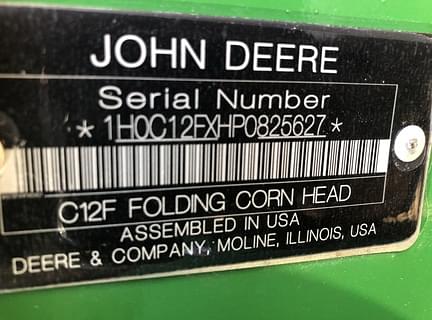 JOHN DEERE
Serial Number
*1H0C12FXHP0825627*
C12F FOLDING CORN HEAD
ASSEMBLED IN USA
DEERE & COMPANY, MOLINE, ILLINOIS, USA